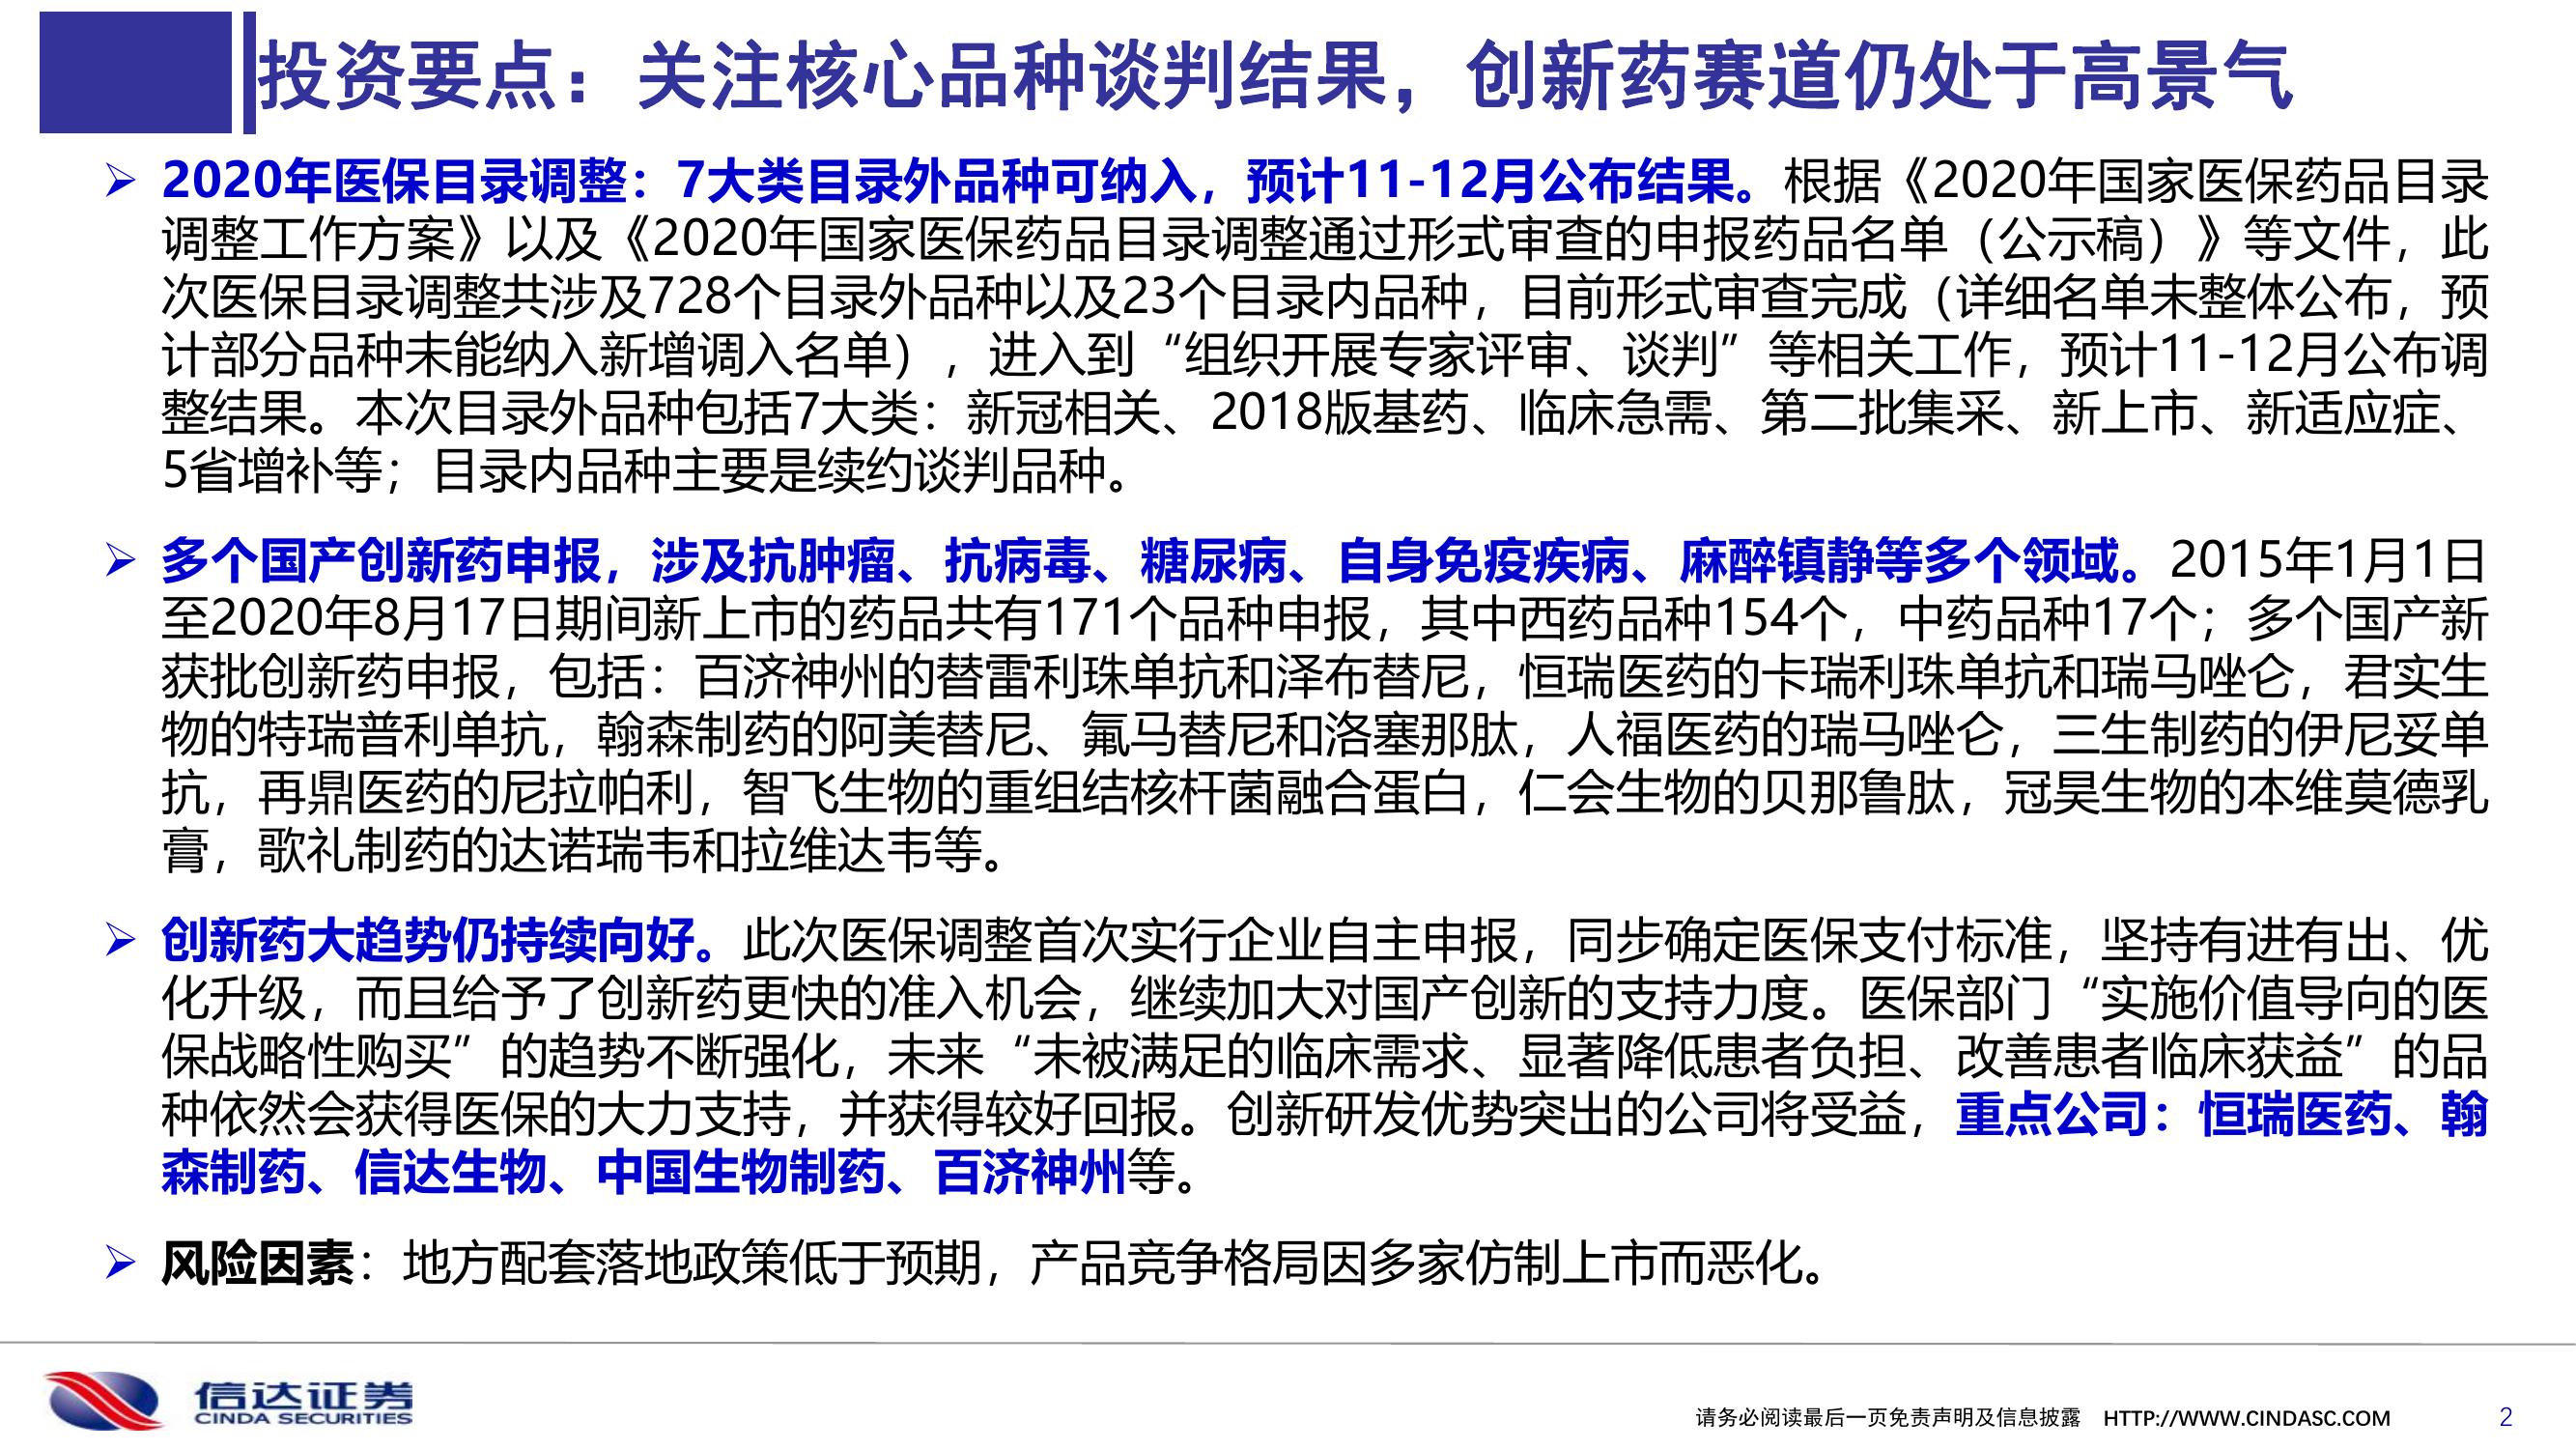 投资要点：关注核心品种谈判结果，创新药赛道仍处于高景气
➢ 2020年医保目录调整：7大类目录外品种可纳入，预计11-12月公布结果。根据《2020年国家医保药品目录
调整工作方案》以及《2020年国家医保药品目录调整通过形式审查的申报药品名单（公示稿）》等文件，此
次医保目录调整共涉及728个目录外品种以及23个目录内品种，目前形式审查完成（详细名单未整体公布，预
计部分品种未能纳入新增调入名单），进入到“组织开展专家评审、谈判”等相关工作，预计11-12月公布调
整结果。本次目录外品种包括7大类：新冠相关、2018版基药、临床急需、第二批集采、新上市、新适应症、
5省增补等；目录内品种主要是续约谈判品种。
➢ 多个国产创新药申报，涉及抗肿瘤、抗病毒、糖尿病、自身免疫疾病、麻醉镇静等多个领域。2015年1月1日
至2020年8月17日期间新上市的药品共有171个品种申报，其中西药品种154个，中药品种17个；多个国产新
获批创新药申报，包括：百济神州的替雷利珠单抗和泽布替尼，恒瑞医药的卡瑞利珠单抗和瑞马唑仑，君实生
物的特瑞普利单抗，翰森制药的阿美替尼、氟马替尼和洛塞那肽，人福医药的瑞马唑仑，三生制药的伊尼妥单
抗，再鼎医药的尼拉帕利，智飞生物的重组结核杆菌融合蛋白，仁会生物的贝那鲁肽，冠昊生物的本维莫德乳
膏，歌礼制药的达诺瑞韦和拉维达韦等。
➢ 创新药大趋势仍持续向好。此次医保调整首次实行企业自主申报，同步确定医保支付标准，坚持有进有出、优
化升级，而且给予了创新药更快的准入机会，继续加大对国产创新的支持力度。医保部门“实施价值导向的医
保战略性购买”的趋势不断强化，未来“未被满足的临床需求、显著降低患者负担、改善患者临床获益”的品
种依然会获得医保的大力支持，并获得较好回报。创新研发优势突出的公司将受益，重点公司：恒瑞医药、翰
森制药、信达生物、中国生物制药、百济神州等。
➢ 风险因素：地方配套落地政策低于预期，产品竞争格局因多家仿制上市而恶化。
信达证券
CINDA SECURITIES
请务必阅读最后一页免责声明及信息披露 HTTP://WWW.CINDASC.COM 2